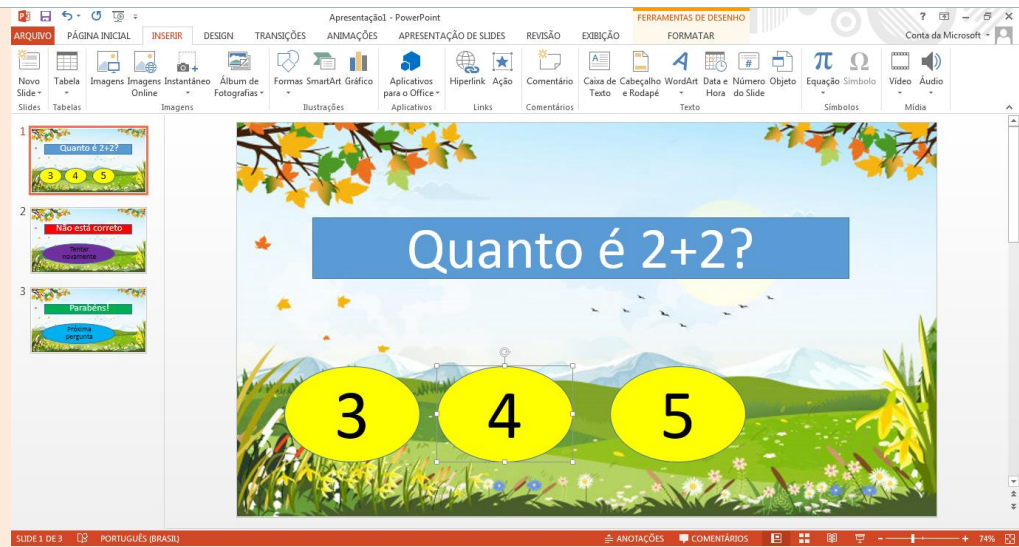 Apresentação1 - PowerPoint
FERRAMENTAS DE DESENHO
?
ARQUIVO PÁGINA INICIAL INSERIR DESIGN TRANSIÇÕES ANIMAÇÕES APRESENTAÇÃO DE SLIDES REVISÃO EXIBIÇÃO FORMATAR Conta da Microsoft
Novo Slide
Tabela
Imagens
Imagens Online
Instantâneo
Álbum de Fotografias
Formas
SmartArt
Gráfico
Aplicativos para o Office
Hiperlink
Ação
Comentário
Caixa de Texto
Cabeçalho e Rodapé
WordArt
Data e Hora
Número do Slide
Objeto
Equação
Símbolo
Vídeo
Áudio
Slides Tabelas Imagens Ilustrações Aplicativos Links Comentários Texto Símbolos Mídia
1
Quanto é 2+2?
3 4 5
2
Não está correto
Tentar
novamente
3
Parabéns!
Próxima
pergunta
Quanto é 2+2?
3 4 5
SLIDE 1 DE 3 PORTUGUÊS (BRASIL) ANOTAÇÕES COMENTÁRIOS 74%